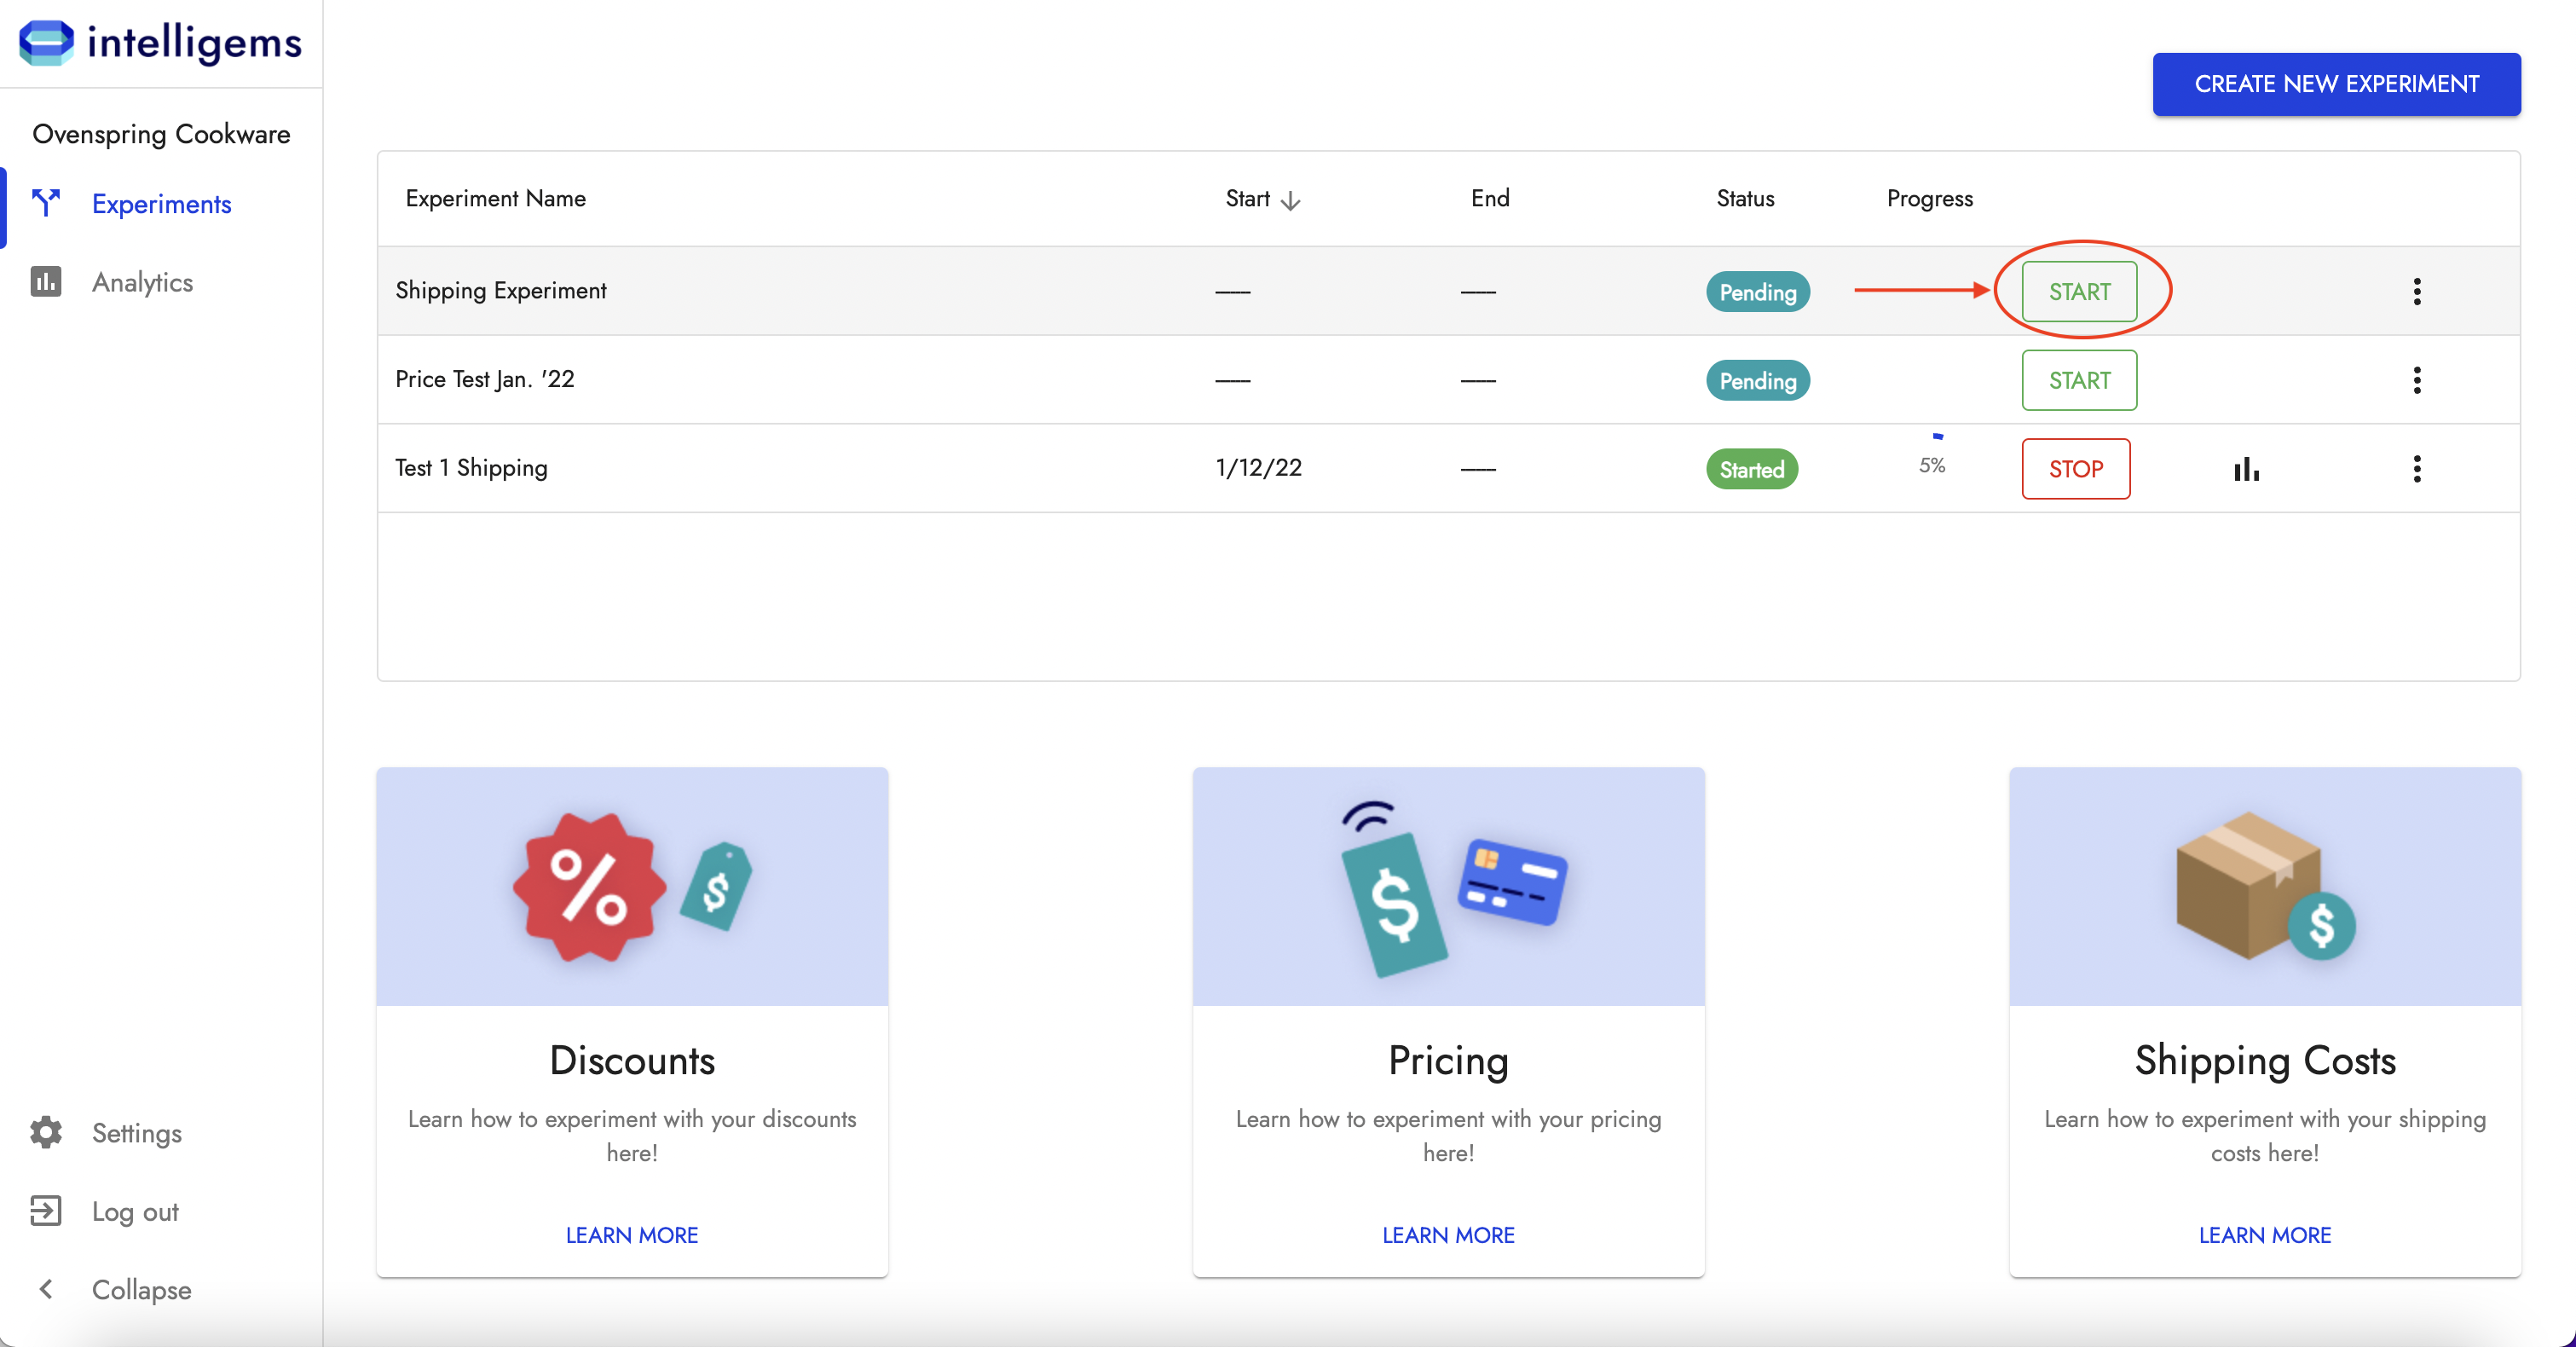 intelligems
CREATE NEW EXPERIMENT
Ovenspring Cookware
Experiments
Analytics
Experiment Name Start End Status Progress
Shipping Experiment — — Pending START
Price Test Jan. '22 — — Pending START
Test 1 Shipping 1/12/22 — Started 5% STOP
%
$
$
$
Discounts
Learn how to experiment with your discounts
here!
LEARN MORE
Pricing
Learn how to experiment with your pricing
here!
LEARN MORE
Shipping Costs
Learn how to experiment with your shipping
costs here!
LEARN MORE
Settings
Log out
Collapse